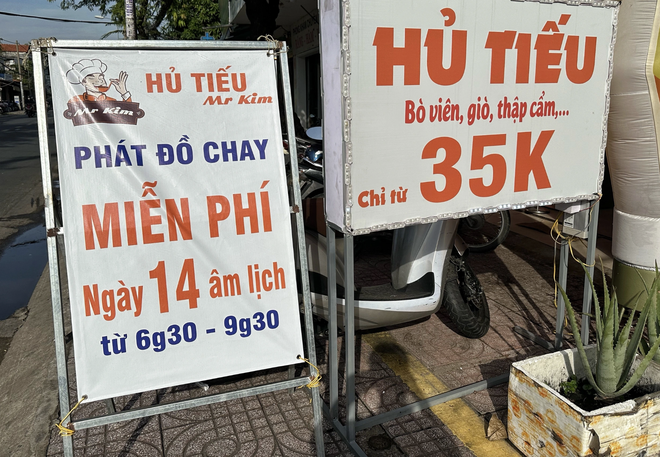 Mr Kim
HỦ TIẾU
Mr Kim
PHÁT ĐỒ CHAY
MIỄN PHÍ
Ngày 14 âm lịch
từ 6g30 - 9g30
HỦ TIẾU
Bò viên, giò, thập cẩm,...
Chỉ từ 35K